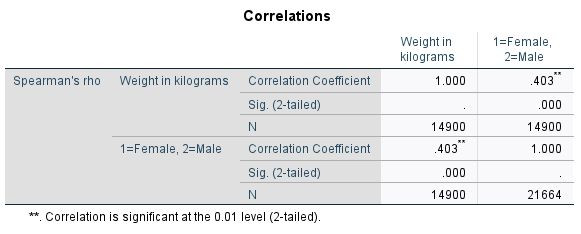 Correlations
Weight in kilograms 1=Female, 2=Male
Spearman's rho Weight in kilograms Correlation Coefficient 1.000 .403**
Sig. (2-tailed) . .000
N 14900 14900
1=Female, 2=Male Correlation Coefficient .403** 1.000
Sig. (2-tailed) .000 .
N 14900 21664
**. Correlation is significant at the 0.01 level (2-tailed).